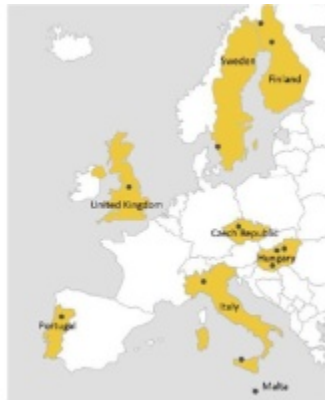 Sweden
Finland
United Kingdom
Czech Republic
Hungary
Portugal
Italy
Malta